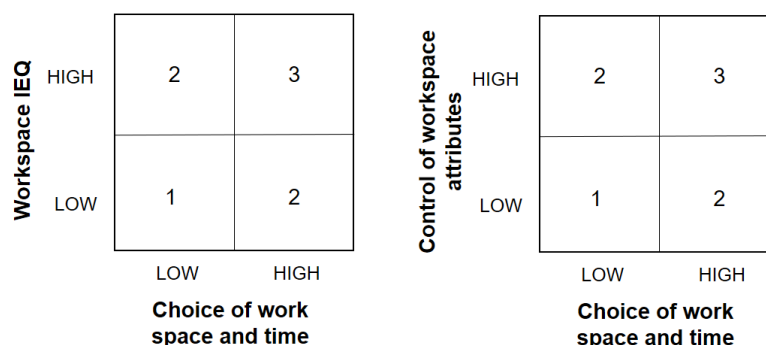 Workspace IEQ
HIGH
LOW
2
3
1
2
LOW
HIGH
Choice of work
space and time
Control of workspace
attributes
HIGH
LOW
2
3
1
2
LOW
HIGH
Choice of work
space and time